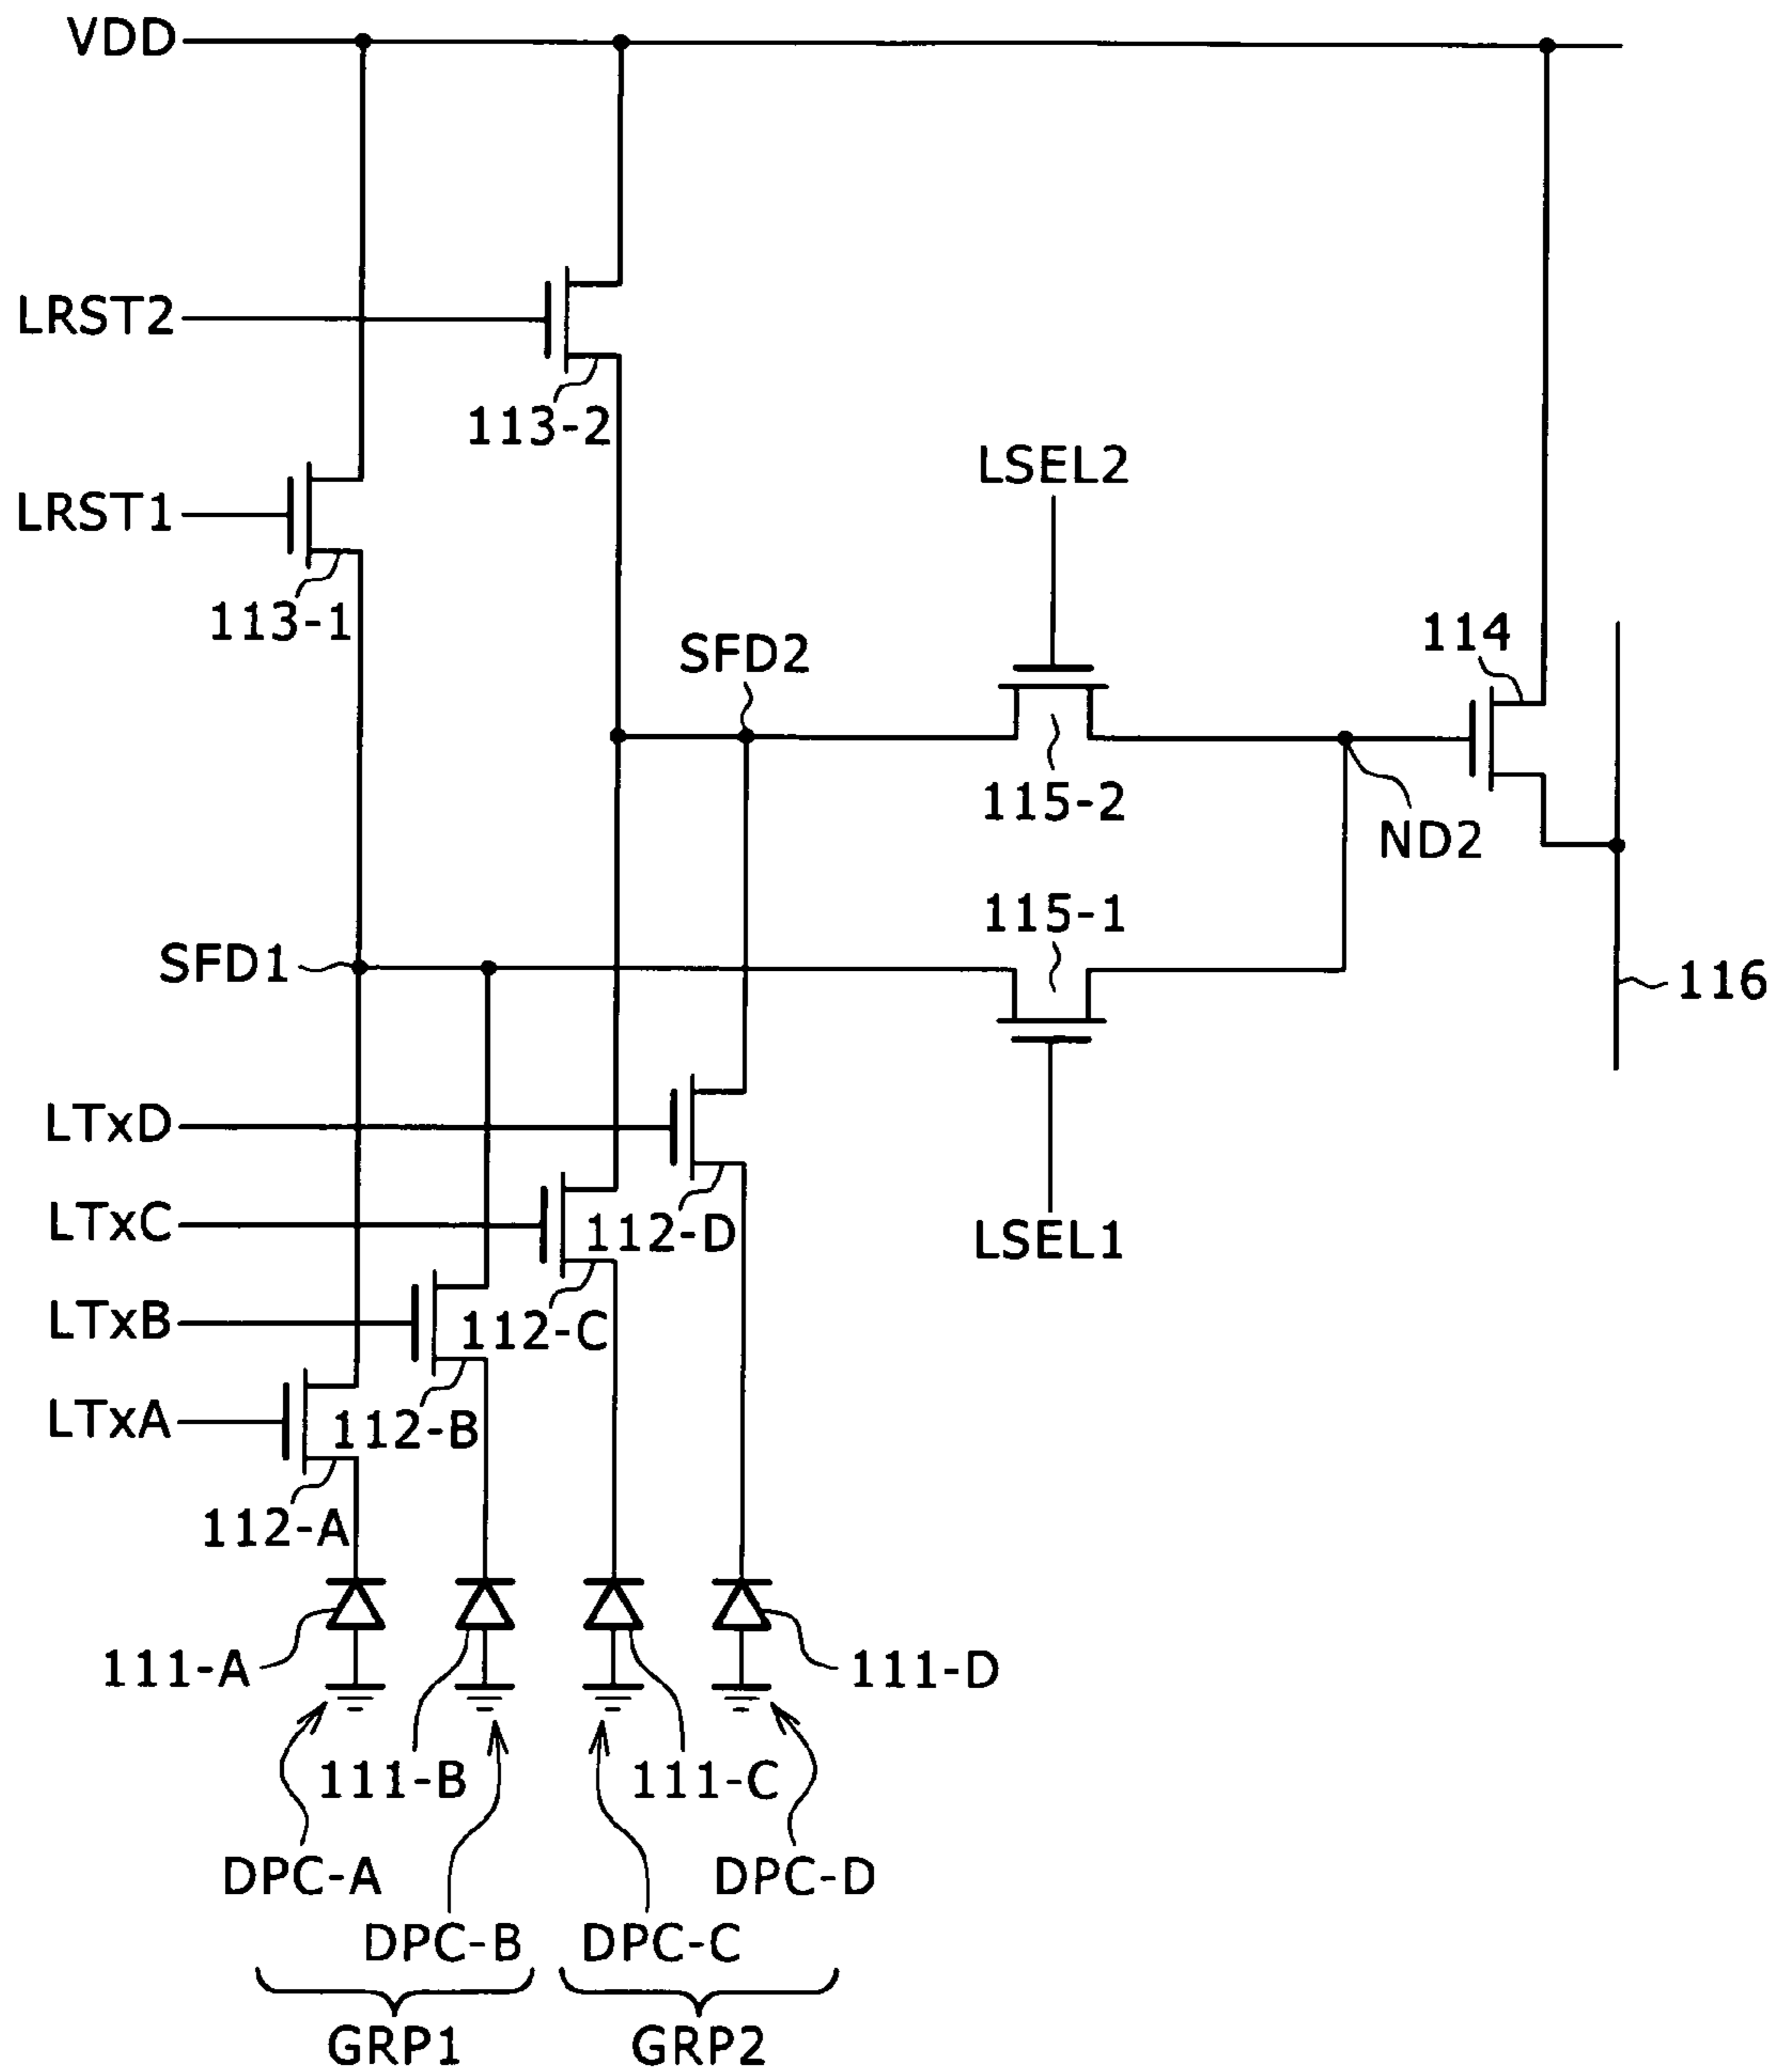 VDD
LRST2
113-2
LSEL2
LRST1
113-1
114
SFD2
115-2
ND2
115-1
SFD1
116
LTxD
LTxC
112-D
LSEL1
LTxB
112-C
LTxA
112-B
112-A
111-A
111-D
111-B
111-C
DPC-A
DPC-D
DPC-B
DPC-C
GRP1
GRP2